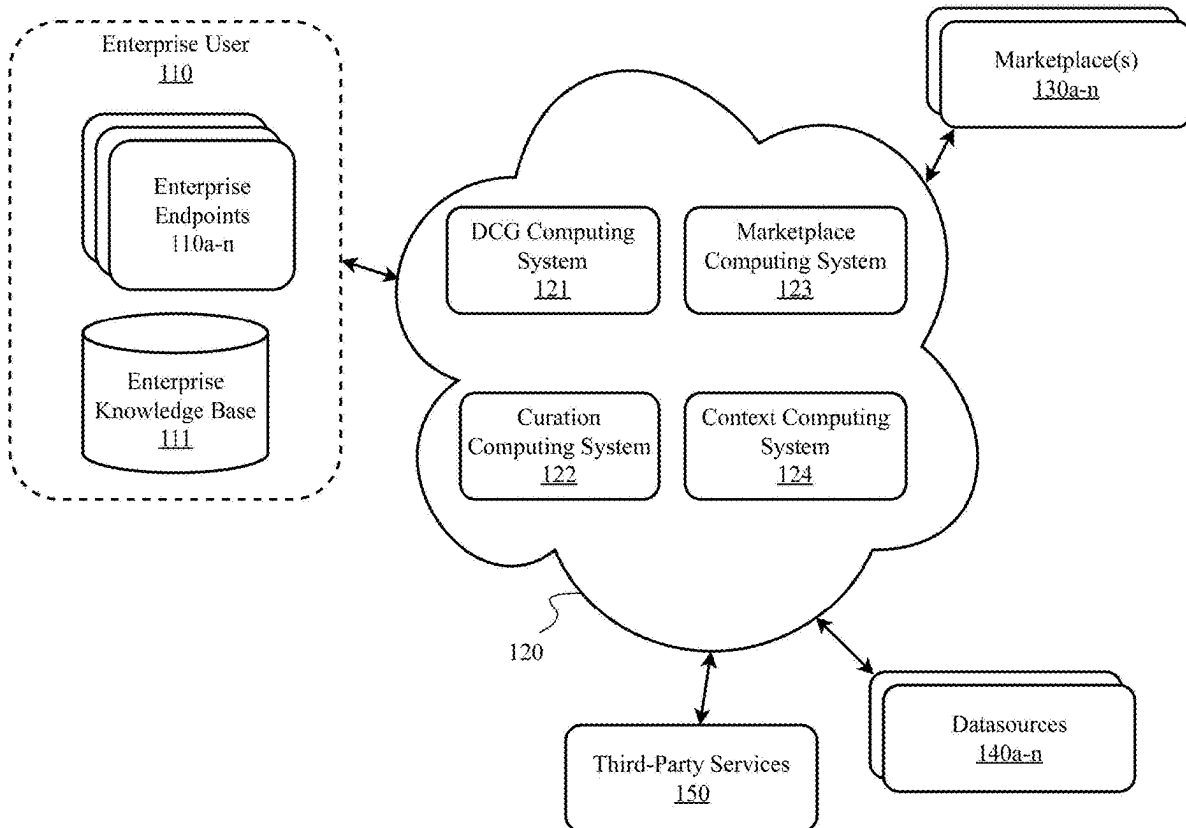 Enterprise User
110
Enterprise
Endpoints
110a-n
Enterprise
Knowledge Base
111
DCG Computing
System
121
Marketplace
Computing System
123
Curation
Computing System
122
Context Computing
System
124
120
Marketplace(s)
130a-n
Datasources
140a-n
Third-Party Services
150